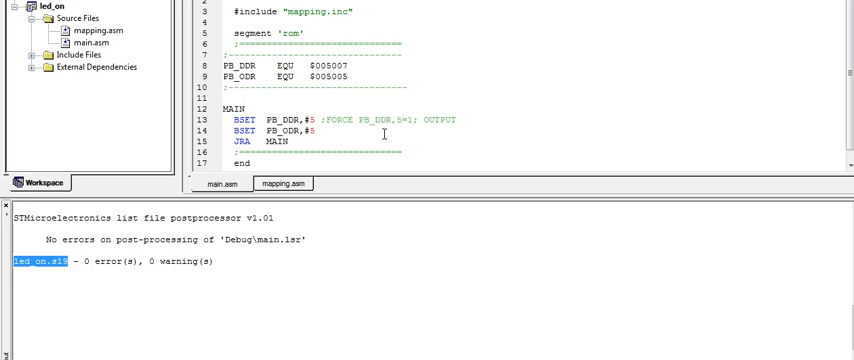 led_on
Source Files
mapping.asm
main.asm
Include Files
External Dependencies
Workspace
2
3 #include "mapping.inc"
4
5 segment 'rom'
6 ;==============================
7 ;--------------------------------
8 PB_DDR EQU $005007
9 PB_ODR EQU $005005
10 ;---------------------------------
11
12 MAIN
13 BSET PB_DDR,#5 ;FORCE PB_DDR,5=1; OUTPUT
14 BSET PB_ODR,#5
15 JRA MAIN
16 ;==============================
17 end
main.asm mapping.asm
STMicroelectronics list file postprocessor v1.01
No errors on post-processing of 'Debug\main.lsr'
led_on.s19 - 0 error(s), 0 warning(s)